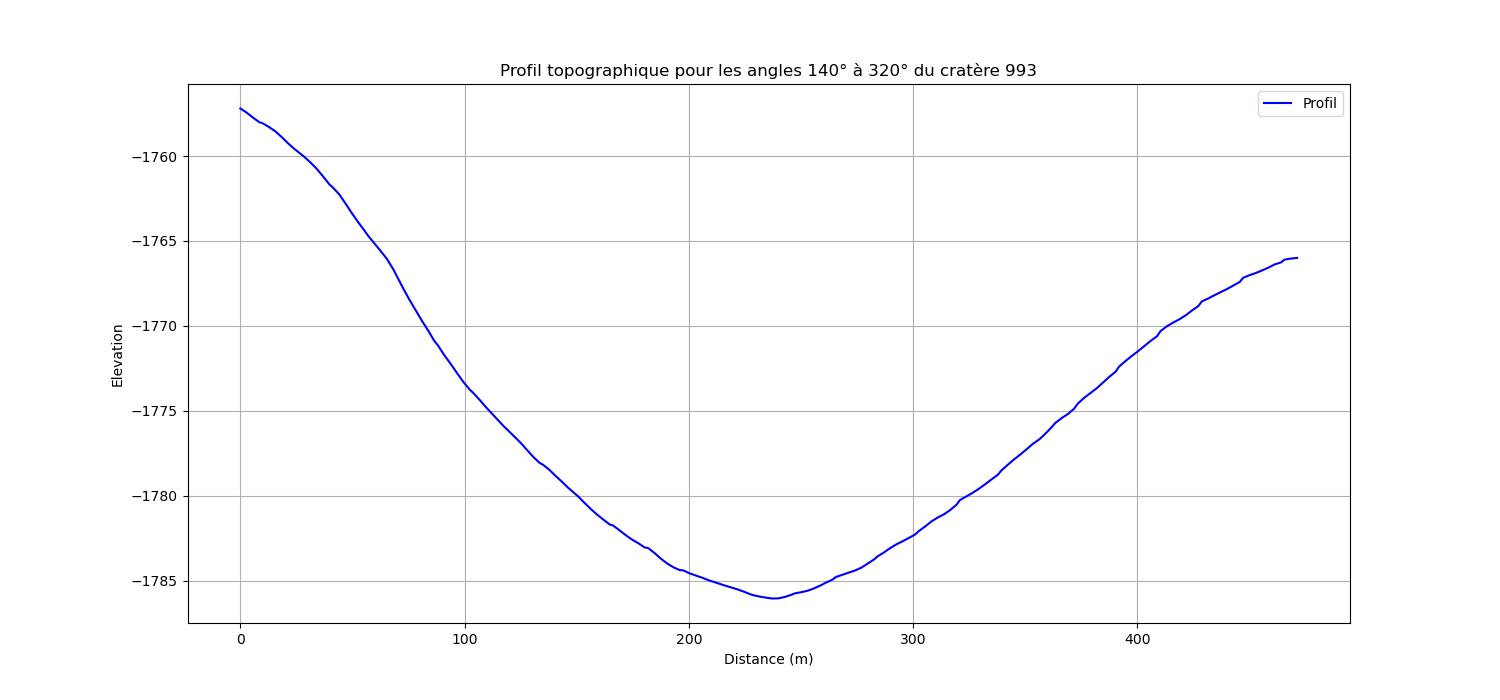 Profil topographique pour les angles 140° à 320° du cratère 993
Profil
Elevation
−1760
−1765
−1770
−1775
−1780
−1785
0 100 200 300 400
Distance (m)